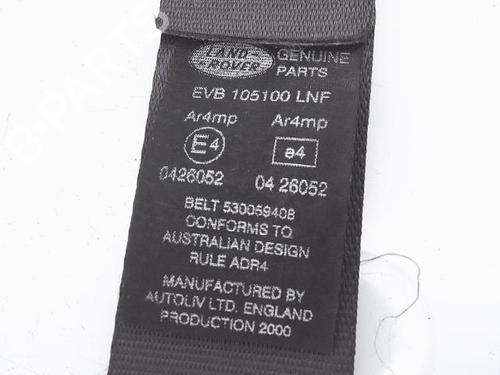 LAND-
ROVER
GENUINE
PARTS
EVB 105100 LNF
Ar4mp Ar4mp
E4 e4
0426052 04 26052
BELT 530059408
CONFORMS TO
AUSTRALIAN DESIGN
RULE ADR4
MANUFACTURED BY
AUTOLIV LTD. ENGLAND
PRODUCTION 2000